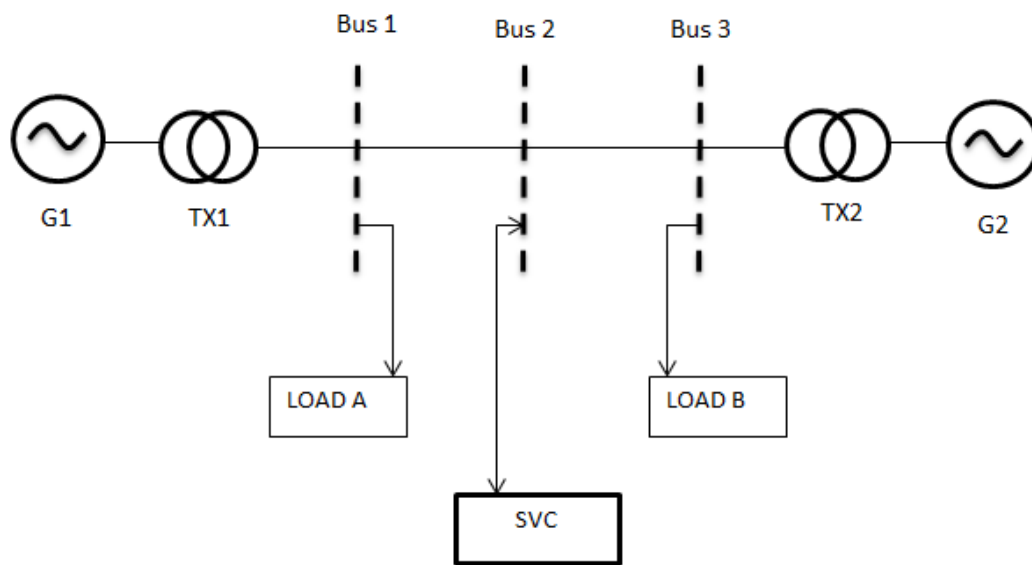 Bus 1
Bus 2
Bus 3
G1
TX1
TX2
G2
LOAD A
LOAD B
SVC